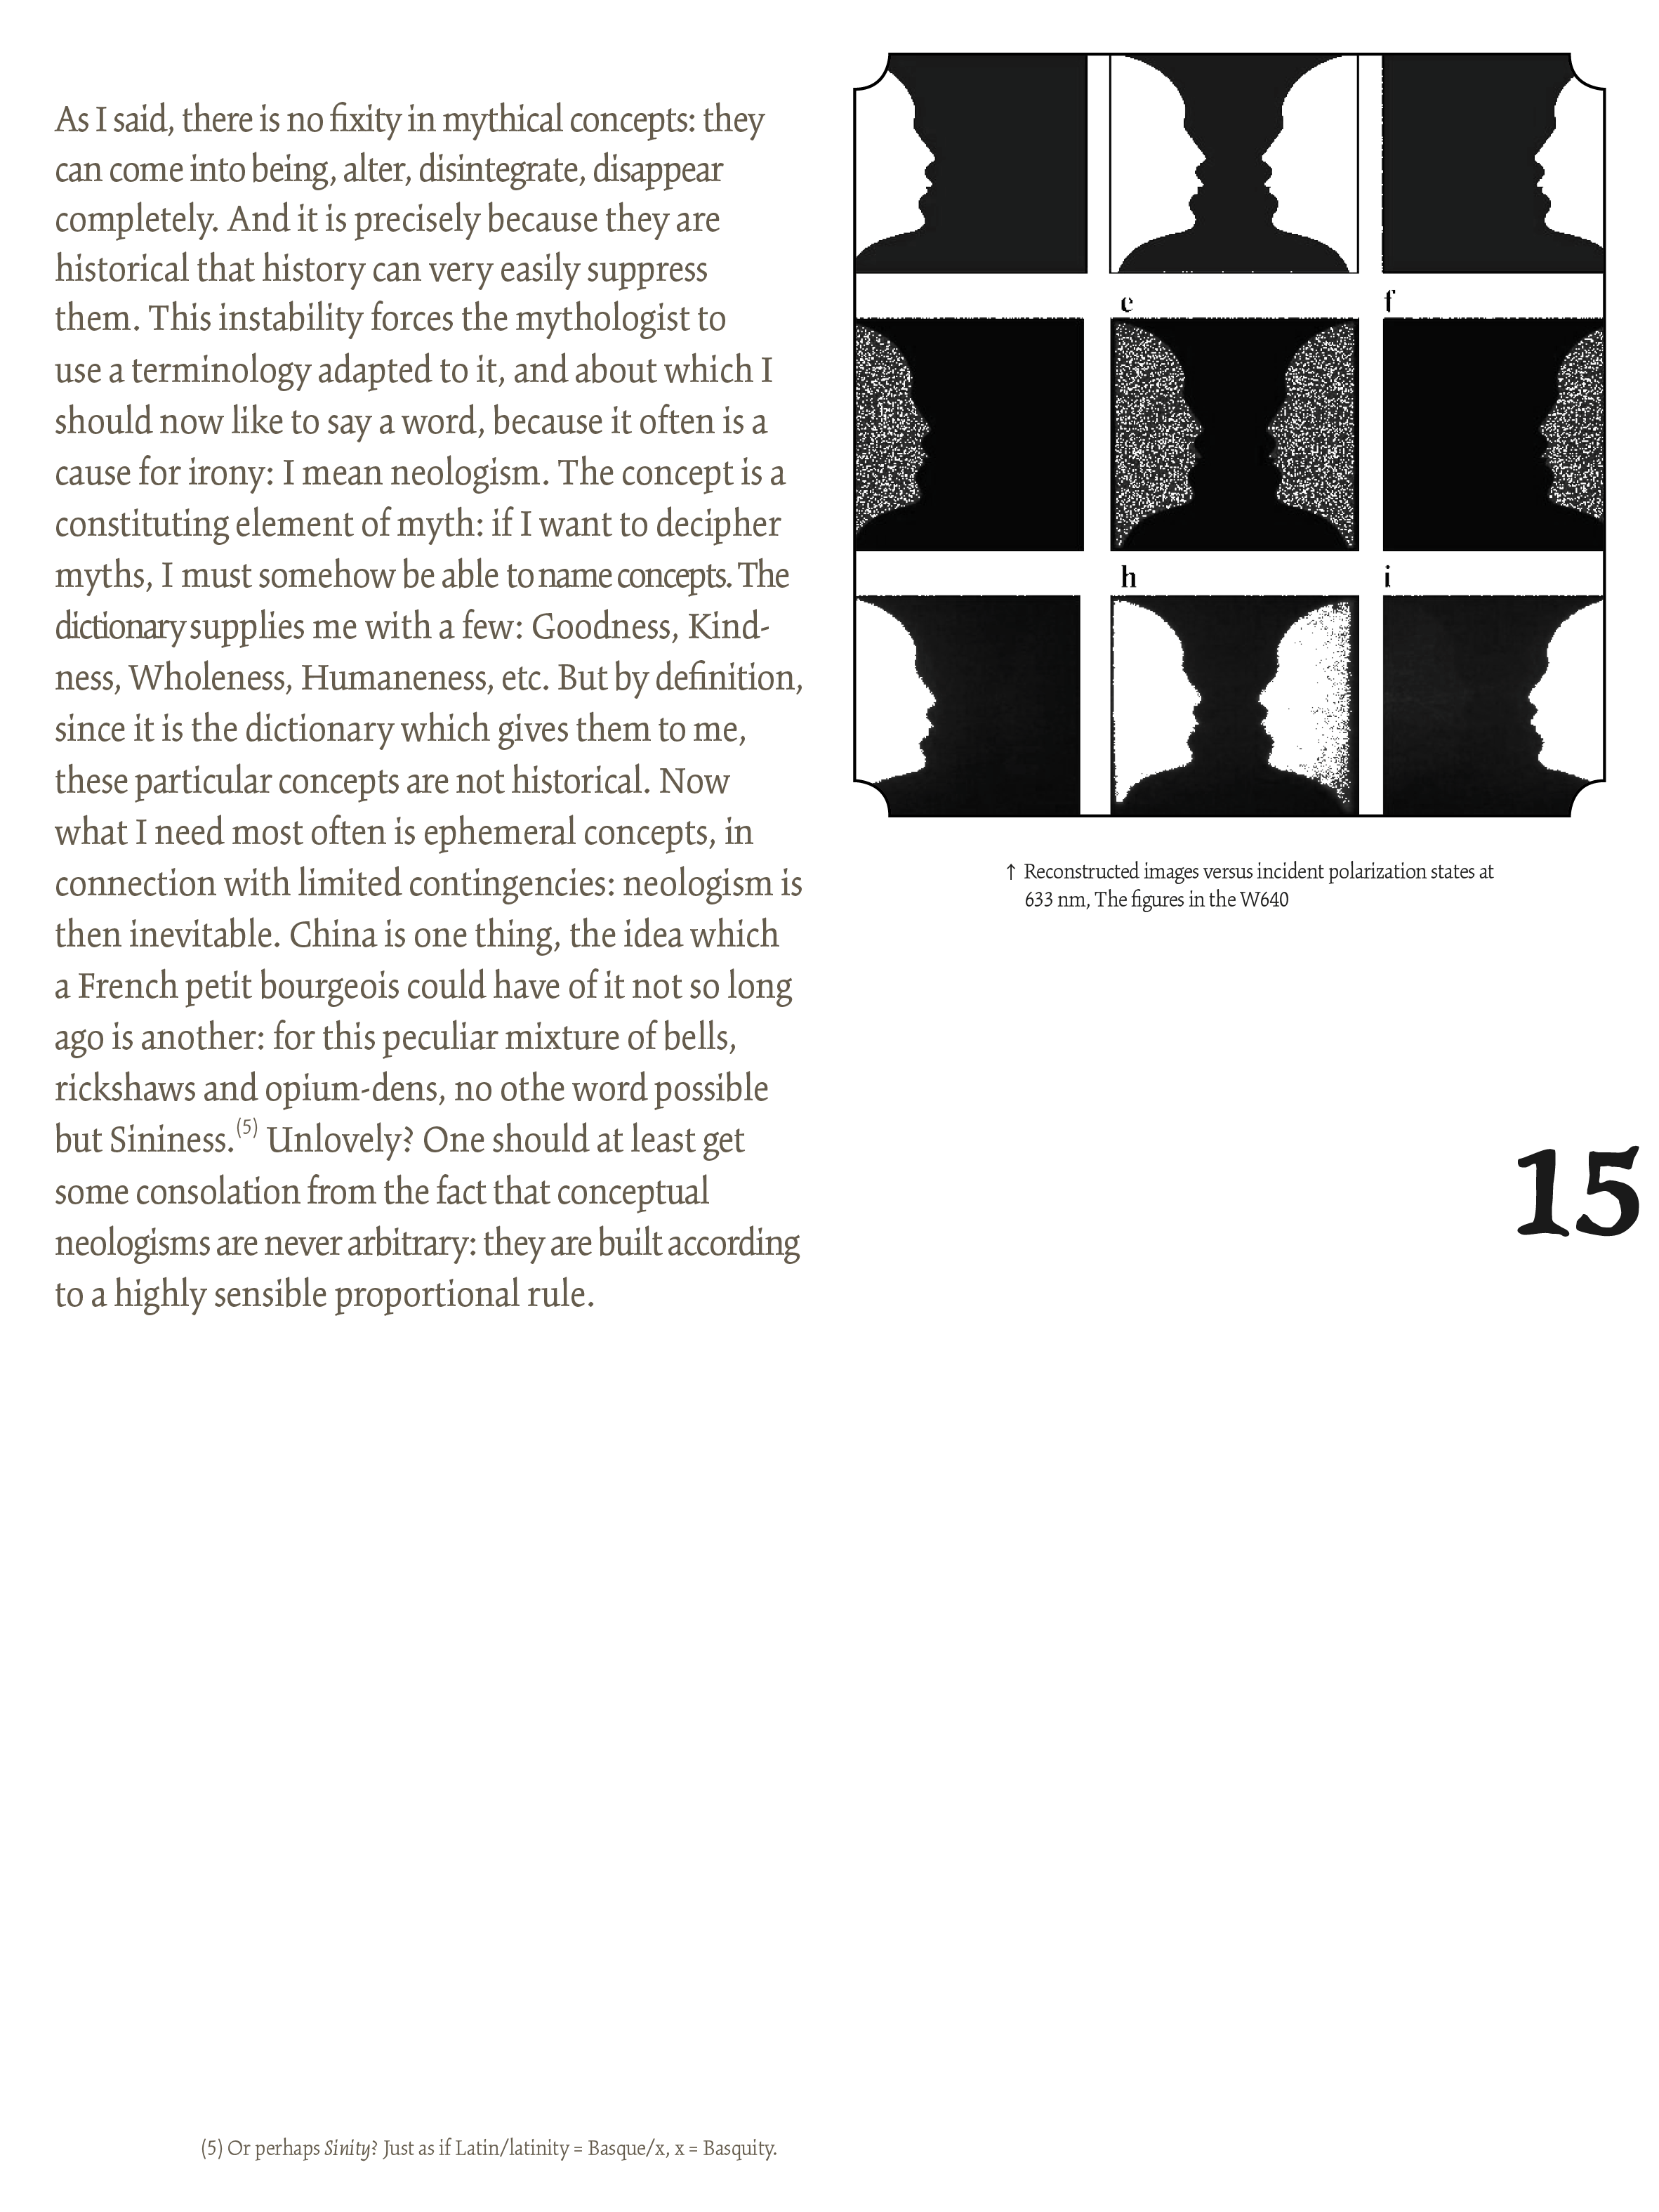 As I said, there is no fixity in mythical concepts: they
can come into being, alter, disintegrate, disappear
completely. And it is precisely because they are
historical that history can very easily suppress
them. This instability forces the mythologist to
use a terminology adapted to it, and about which I
should now like to say a word, because it often is a
cause for irony: I mean neologism. The concept is a
constituting element of myth: if I want to decipher
myths, I must somehow be able to name concepts. The
dictionary supplies me with a few: Goodness, Kind-
ness, Wholeness, Humaneness, etc. But by definition,
since it is the dictionary which gives them to me,
these particular concepts are not historical. Now
what I need most often is ephemeral concepts, in
connection with limited contingencies: neologism is
then inevitable. China is one thing, the idea which
a French petit bourgeois could have of it not so long
ago is another: for this peculiar mixture of bells,
rickshaws and opium-dens, no othe word possible
but Sininess.(5) Unlovely? One should at least get
some consolation from the fact that conceptual
neologisms are never arbitrary: they are built according
to a highly sensible proportional rule.
e
f
h
i
↑ Reconstructed images versus incident polarization states at
633 nm, The figures in the W640
15
(5) Or perhaps Sinity? Just as if Latin/latinity = Basque/x, x = Basquity.